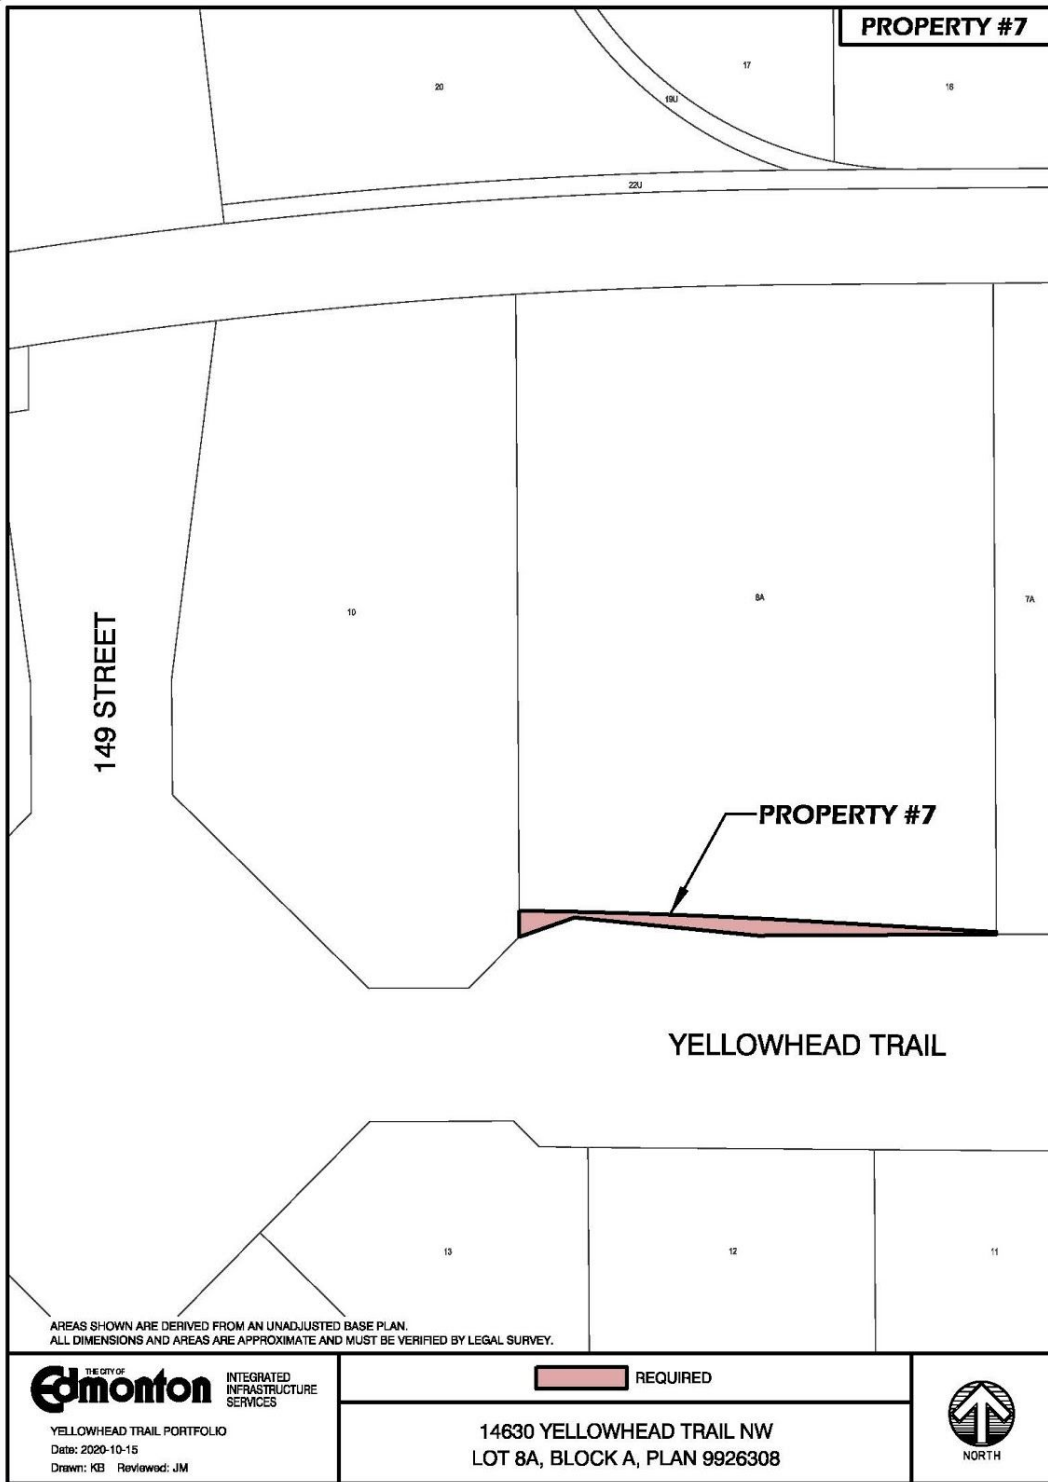 PROPERTY #7
17
20
16
19U
22U
8A
7A
10
149 STREET
PROPERTY #7
YELLOWHEAD TRAIL
13
12
11
AREAS SHOWN ARE DERIVED FROM AN UNADJUSTED BASE PLAN.
ALL DIMENSIONS AND AREAS ARE APPROXIMATE AND MUST BE VERIFIED BY LEGAL SURVEY.
THE CITY OF
Edmonton
INTEGRATED
INFRASTRUCTURE
SERVICES
YELLOWHEAD TRAIL PORTFOLIO
Date: 2020-10-15
Drawn: KB Reviewed: JM
REQUIRED
14630 YELLOWHEAD TRAIL NW
LOT 8A, BLOCK A, PLAN 9926308
NORTH